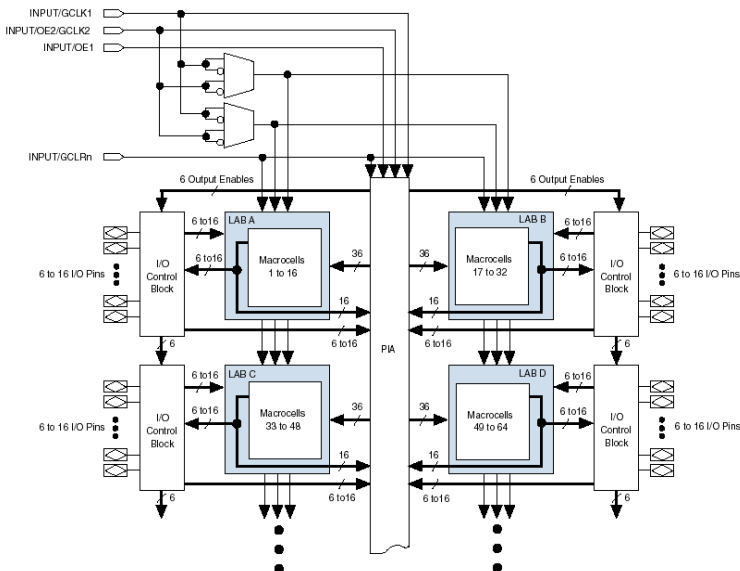 INPUT/GCLK1
INPUT/OE2/GCLK2
INPUT/OE1
INPUT/GCLRn
6 Output Enables
6 Output Enables
6 to16
LAB A
LAB B
6 to16
6 to 16 I/O Pins
I/O
Control
Block
6 to16
Macrocells
1 to 16
36
36
Macrocells
17 to 32
6 to16
I/O
Control
Block
6 to 16 I/O Pins
16
16
6
6 to16
PIA
6 to16
6
6 to16
LAB C
LAB D
6 to16
6 to 16 I/O Pins
I/O
Control
Block
6 to16
Macrocells
33 to 48
36
36
Macrocells
49 to 64
6 to16
I/O
Control
Block
6 to 16 I/O Pins
16
16
6
6 to16
6 to16
6